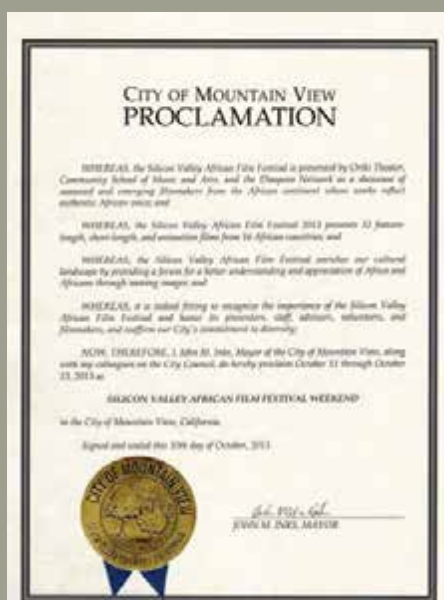 CITY OF MOUNTAIN VIEW
PROCLAMATION
WHEREAS, the Silicon Valley African Film Festival is presented by Oriki Theater,
Community School of Music and Arts, and the Diaspora Network as a showcase of
seasoned and emerging filmmakers from the African continent whose works reflect
authentic African voice; and
WHEREAS, the Silicon Valley African Film Festival 2013 presents 32 feature-
length, short-length, and animation films from 16 African countries; and
WHEREAS, the Silicon Valley African Film Festival enriches our cultural
landscape by providing a forum for a better understanding and appreciation of Africa and
Africans through moving images; and
WHEREAS, it is indeed fitting to recognize the importance of the Silicon Valley
African Film Festival and honor its presenters, staff, advisors, volunteers, and
filmmakers, and reaffirm our City's commitment to diversity;
NOW, THEREFORE, I, John M. Inks, Mayor of the City of Mountain View, along
with my colleagues on the City Council, do hereby proclaim October 11 through October
13, 2013 as
SILICON VALLEY AFRICAN FILM FESTIVAL WEEKEND
in the City of Mountain View, California.
Signed and sealed this 10th day of October, 2013.
CITY OF MOUNTAIN VIEW
JOHN M. INKS, MAYOR